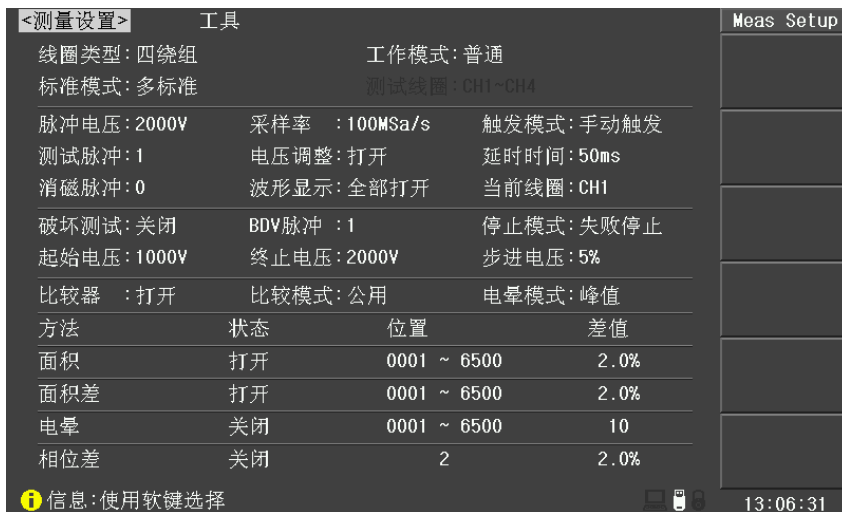 <测量设置> 工具 Meas Setup
线圈类型:四绕组 工作模式:普通
标准模式:多标准 测试线圈:CH1~CH4
脉冲电压:2000V 采样率 :100MSa/s 触发模式:手动触发
测试脉冲:1 电压调整:打开 延时时间:50ms
消磁脉冲:0 波形显示:全部打开 当前线圈:CH1
破坏测试:关闭 BDV脉冲 :1 停止模式:失败停止
起始电压:1000V 终止电压:2000V 步进电压:5%
比较器 :打开 比较模式:公用 电晕模式:峰值
方法 状态 位置 差值
面积 打开 0001 ~ 6500 2.0%
面积差 打开 0001 ~ 6500 2.0%
电晕 关闭 0001 ~ 6500 10
相位差 关闭 2 2.0%
信息:使用软键选择 13:06:31